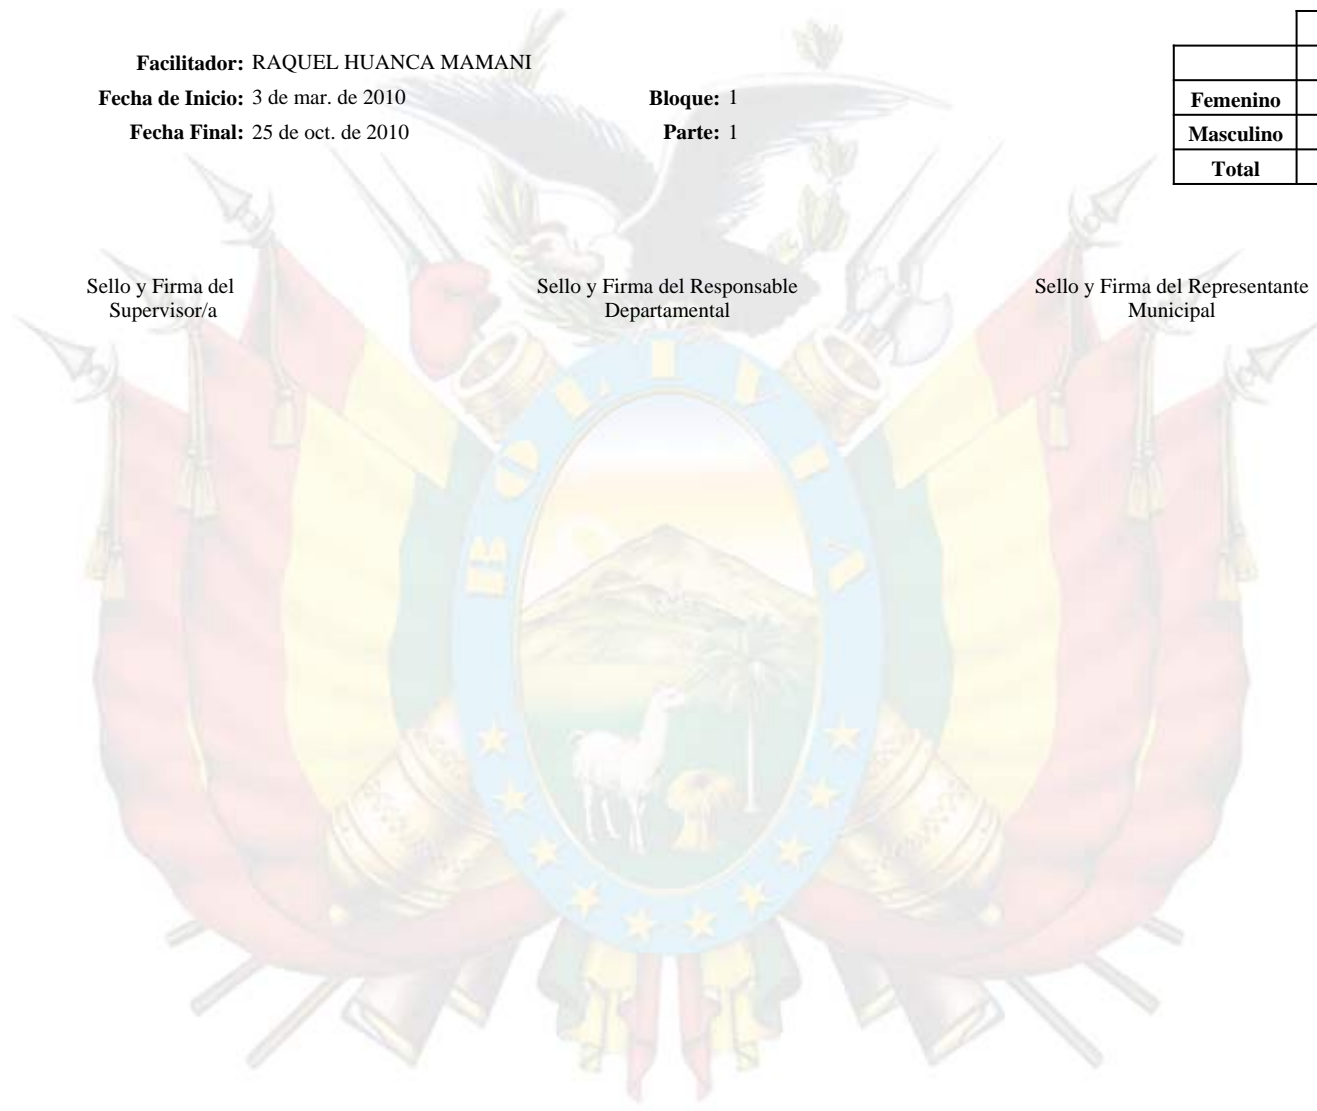 Facilitador: RAQUEL HUANCA MAMANI
Fecha de Inicio: 3 de mar. de 2010
Bloque: 1
Fecha Final: 25 de oct. de 2010
Parte: 1
Femenino
Masculino
Total
Sello y Firma del
Supervisor/a
Sello y Firma del Responsable
Departamental
Sello y Firma del Representante
Municipal
BOLIVIA